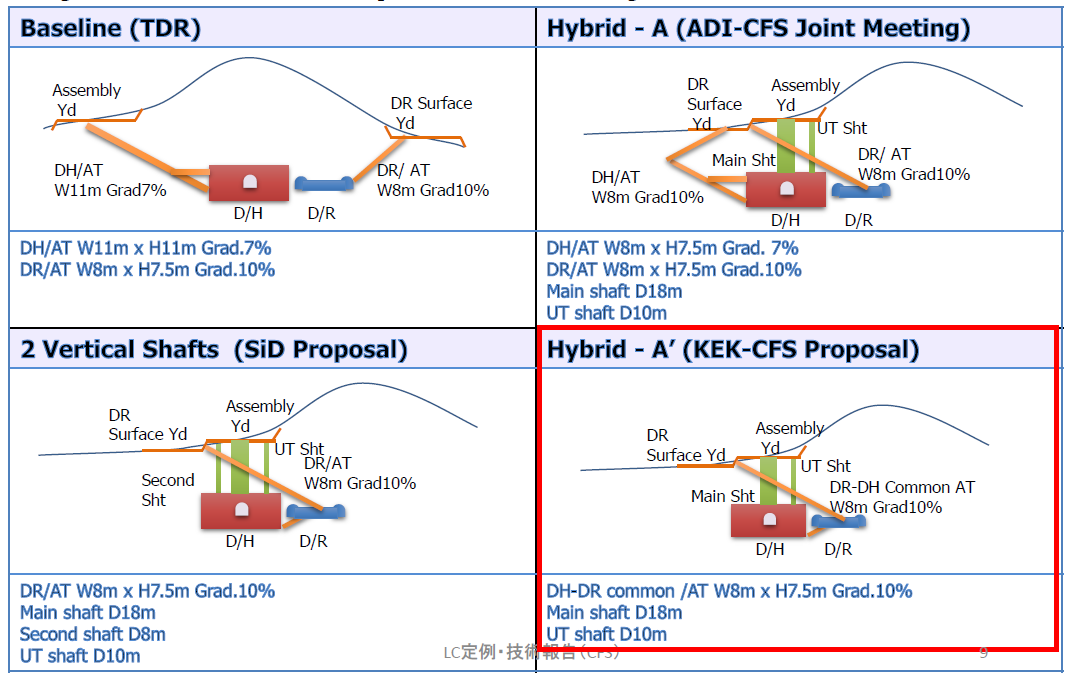 Baseline (TDR)
Assembly
Yd
DR Surface
Yd
DH/AT
W11m Grad7%
DR/ AT
W8m Grad10%
D/H
D/R
DH/AT W11m x H11m Grad.7%
DR/AT W8m x H7.5m Grad.10%
Hybrid - A (ADI-CFS Joint Meeting)
DR
Surface
Yd
Assembly
Yd
UT Sht
Main Sht
DR/ AT
W8m Grad10%
DH/AT
W8m Grad10%
D/H
D/R
DH/AT W8m x H7.5m Grad. 7%
DR/AT W8m x H7.5m Grad.10%
Main shaft D18m
UT shaft D10m
2 Vertical Shafts (SiD Proposal)
DR
Surface Yd
Assembly
Yd
UT Sht
DR/AT
W8m Grad10%
Second
Sht
D/H
D/R
DR/AT W8m x H7.5m Grad.10%
Main shaft D18m
Second shaft D8m
UT shaft D10m
Hybrid - A’ (KEK-CFS Proposal)
DR
Surface Yd
Assembly
Yd
UT Sht
Main Sht
DR-DH Common AT
W8m Grad10%
D/H
D/R
DH-DR common /AT W8m x H7.5m Grad.10%
Main shaft D18m
UT shaft D10m
LC定例・技術報告（CFS）
9